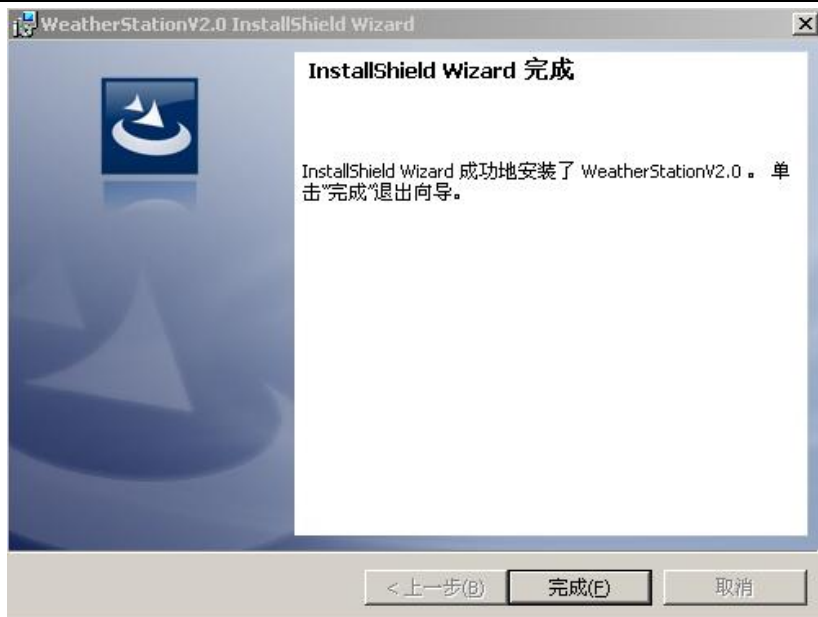 WeatherStationV2.0 InstallShield Wizard
InstallShield Wizard 完成
InstallShield Wizard 成功地安装了 WeatherStationV2.0 。 单
击“完成”退出向导。
< 上一步(B)
完成(F)
取消